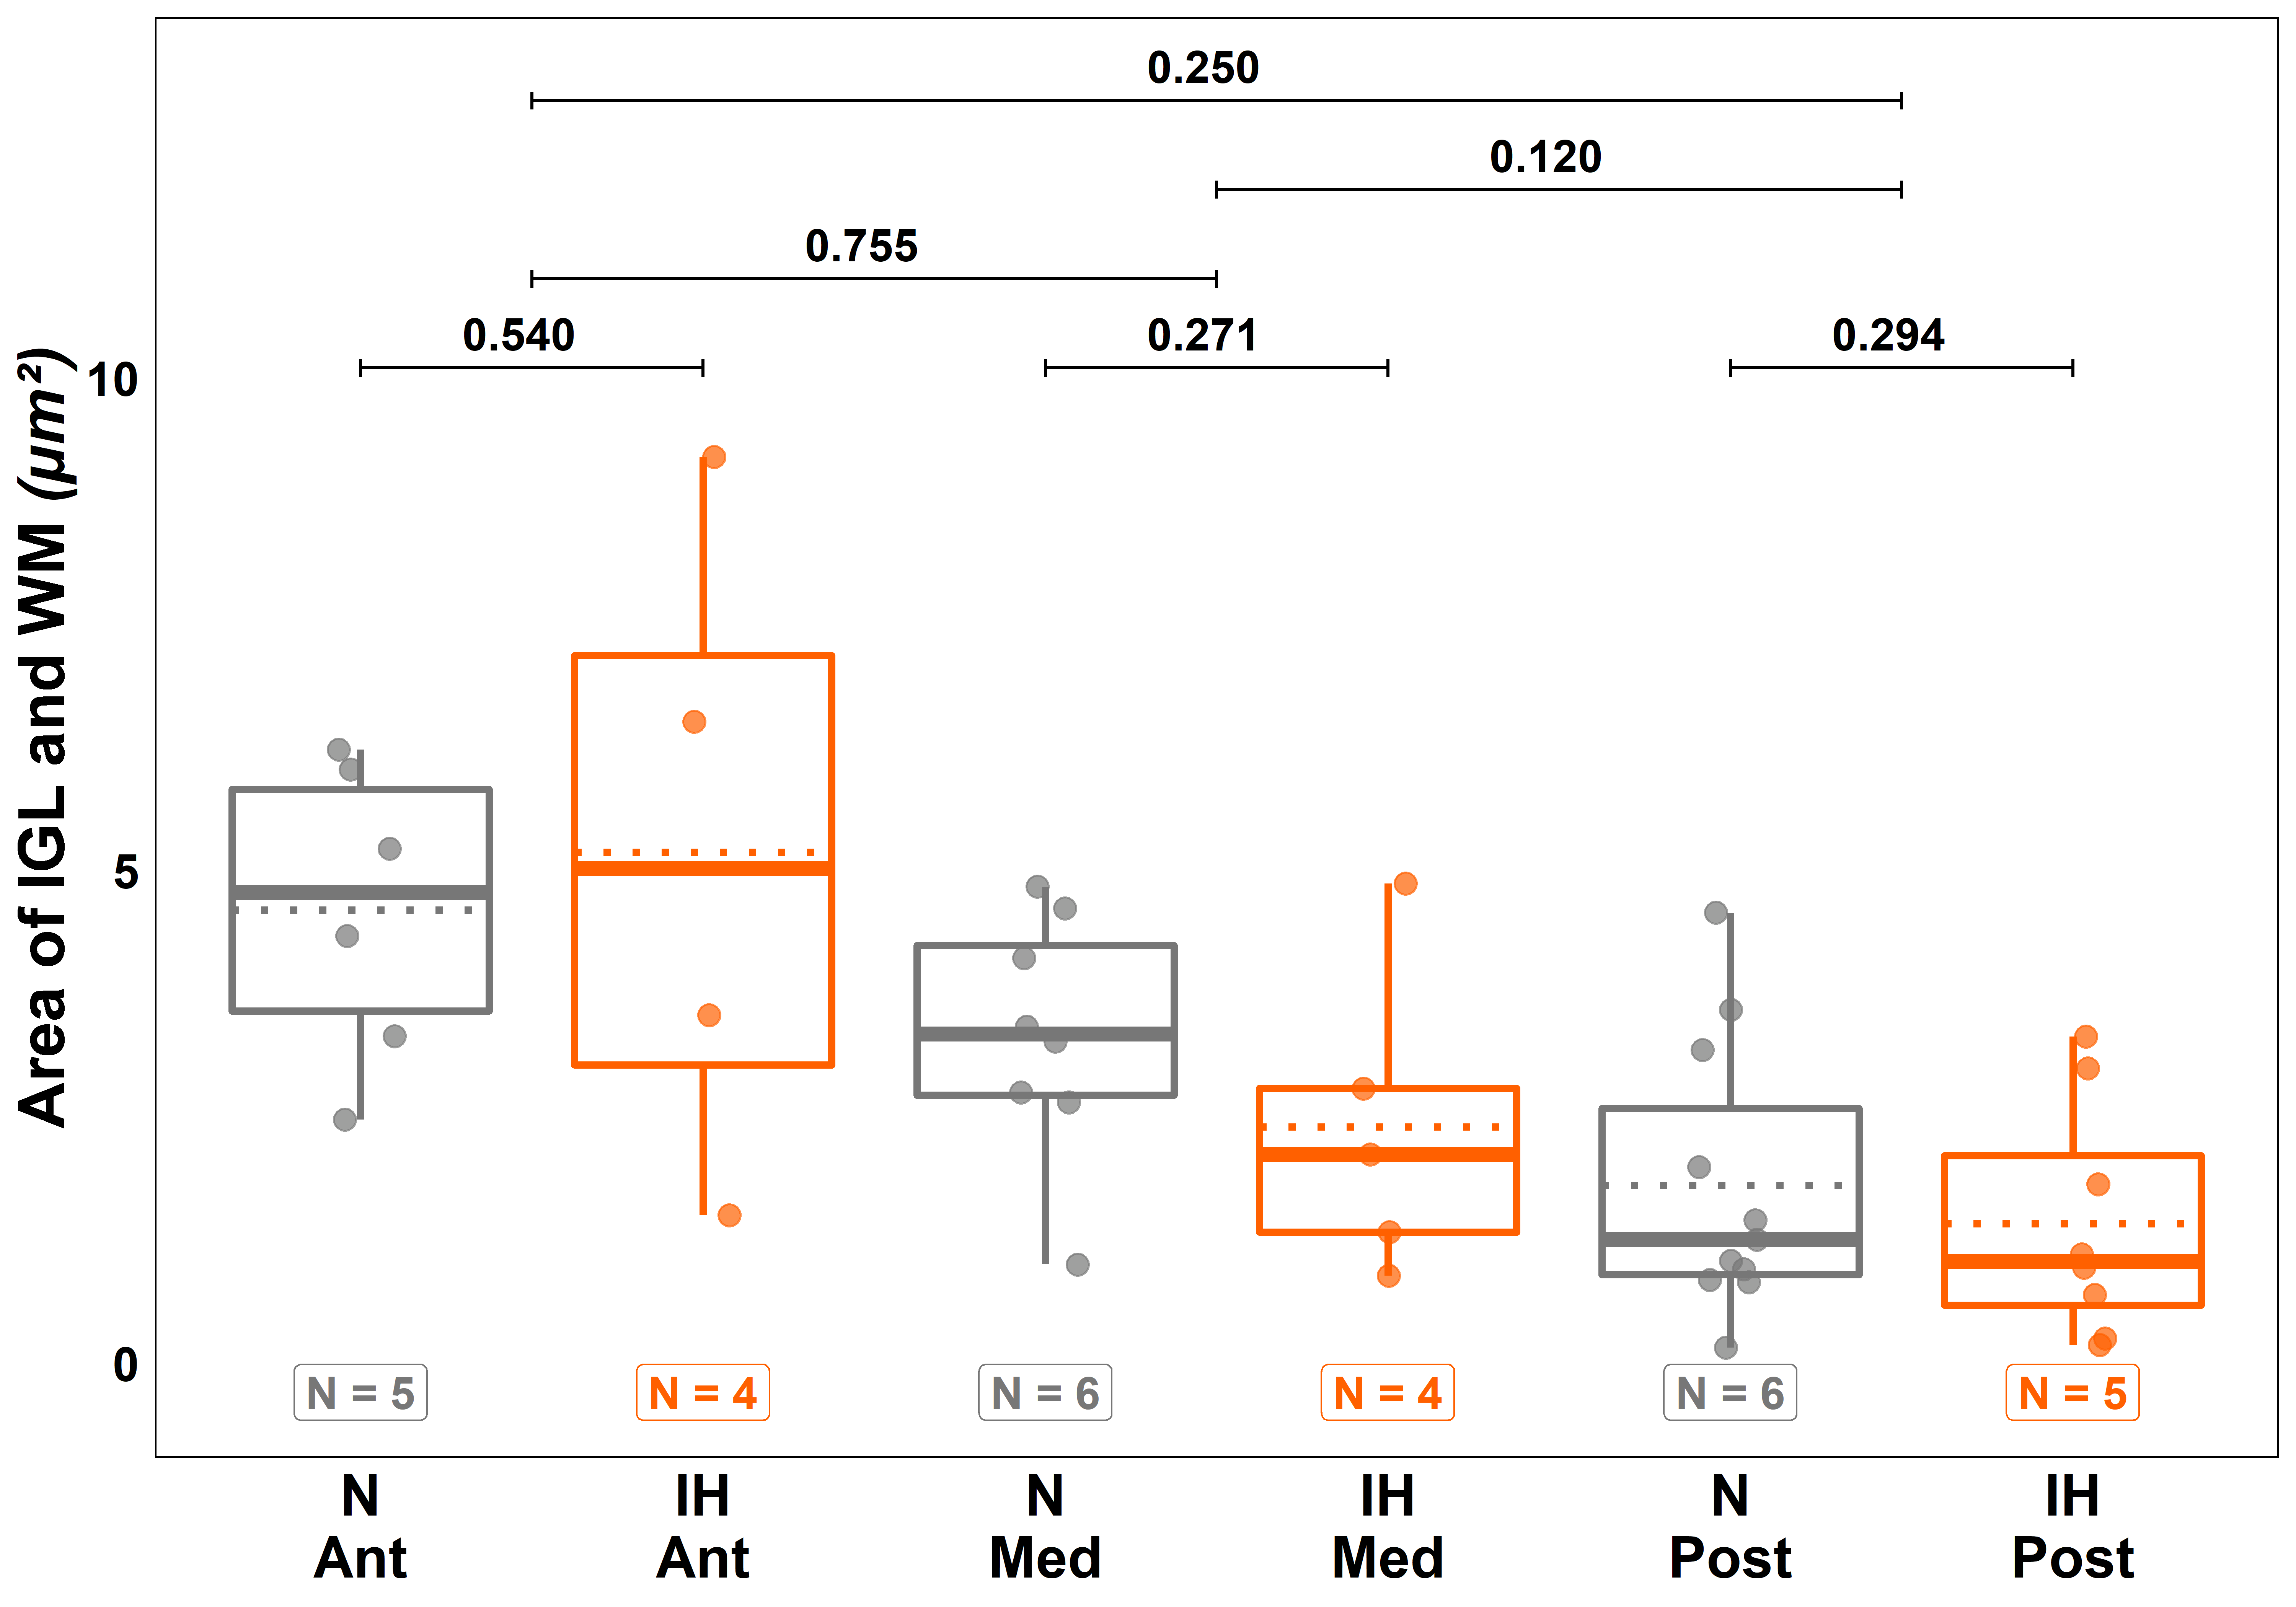 0.250
0.120
0.755
0.540 0.271 0.294
Area of IGL and WM (μm²)
10
5
0
N = 5 N = 4 N = 6 N = 4 N = 6 N = 5
N IH N IH N IH
Ant Ant Med Med Post Post